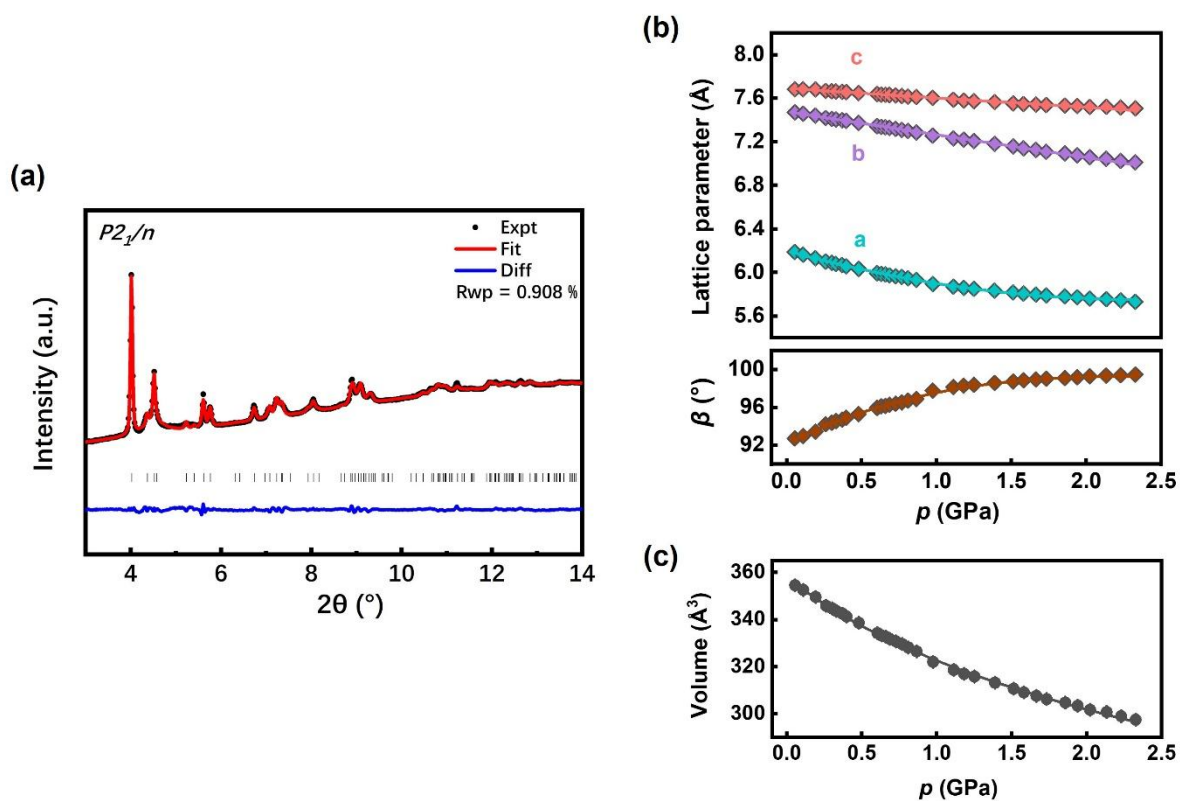 (a)
P2₁/n
Expt
Fit
Diff
Rwp = 0.908 %
Intensity (a.u.)
4 6 8 10 12 14
2θ (°)
(b)
8.0
7.6
7.2
6.8
6.4
6.0
5.6
Lattice parameter (Å)
c
b
a
100
96
92
β (°)
0.0 0.5 1.0 1.5 2.0 2.5
p (GPa)
(c)
360
340
320
300
Volume (Å³)
0.0 0.5 1.0 1.5 2.0 2.5
p (GPa)